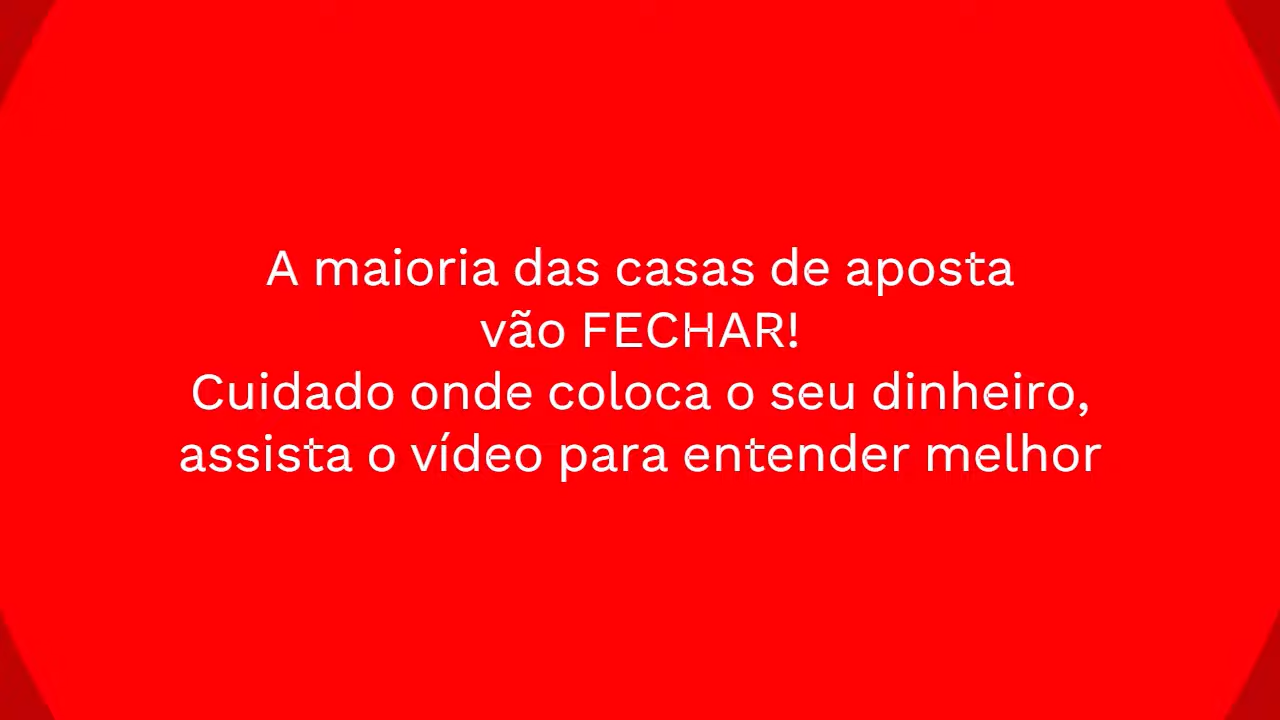 A maioria das casas de aposta
vão FECHAR!
Cuidado onde coloca o seu dinheiro,
assista o vídeo para entender melhor